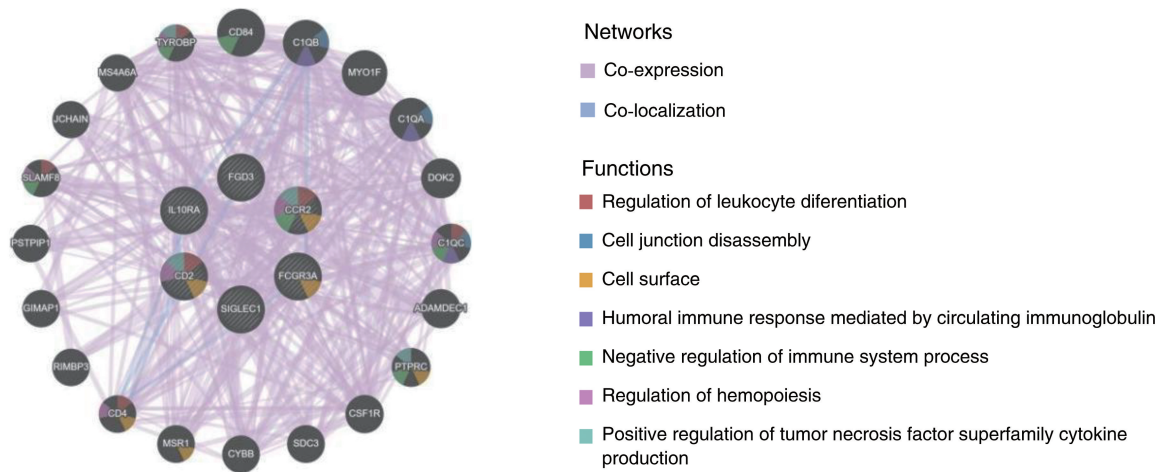 CD84
TYROBP
C1QB
MS4A6A
MYO1F
JCHAIN
C1QA
SLAMF8
FGD3
DOK2
IL10RA
CCR2
PSTPIP1
C1QC
CD2
FCGR3A
GIMAP1
SIGLEC1
ADAMDEC1
RIMBP3
PTPRC
CD4
CSF1R
MSR1
CYBB
SDC3
Networks
Co-expression
Co-localization
Functions
Regulation of leukocyte diferentiation
Cell junction disassembly
Cell surface
Humoral immune response mediated by circulating immunoglobulin
Negative regulation of immune system process
Regulation of hemopoiesis
Positive regulation of tumor necrosis factor superfamily cytokine
production